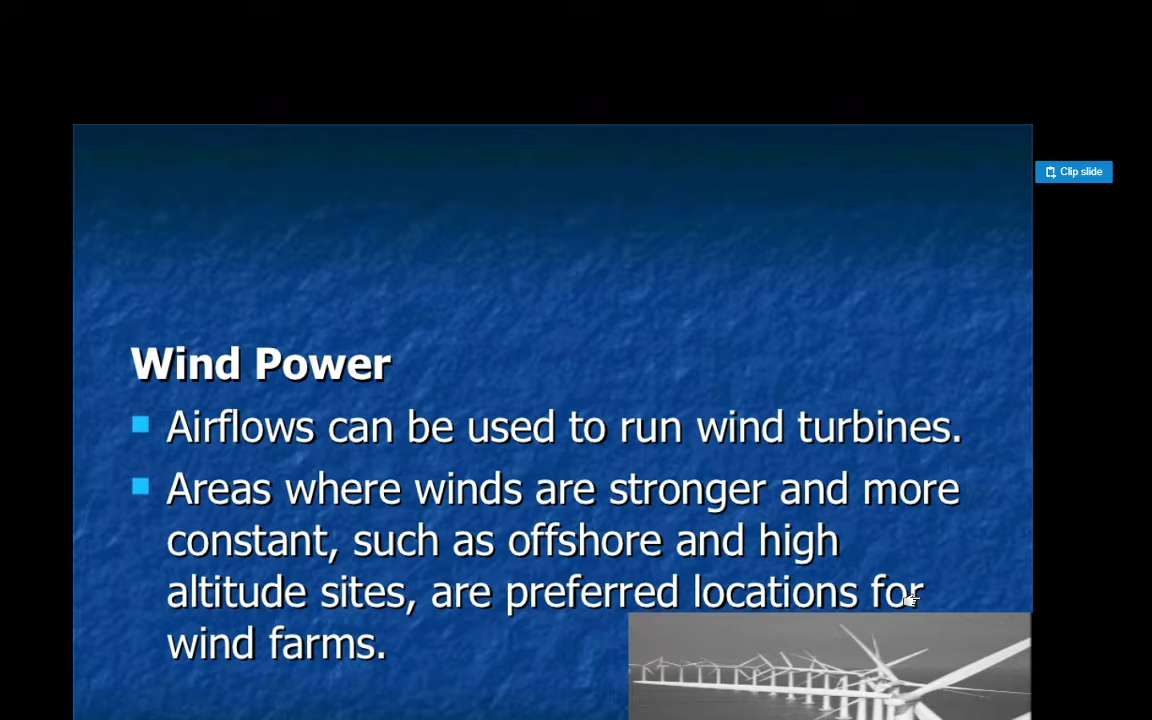 Clip slide
Wind Power
Airflows can be used to run wind turbines.
Areas where winds are stronger and more
constant, such as offshore and high
altitude sites, are preferred locations for
wind farms.